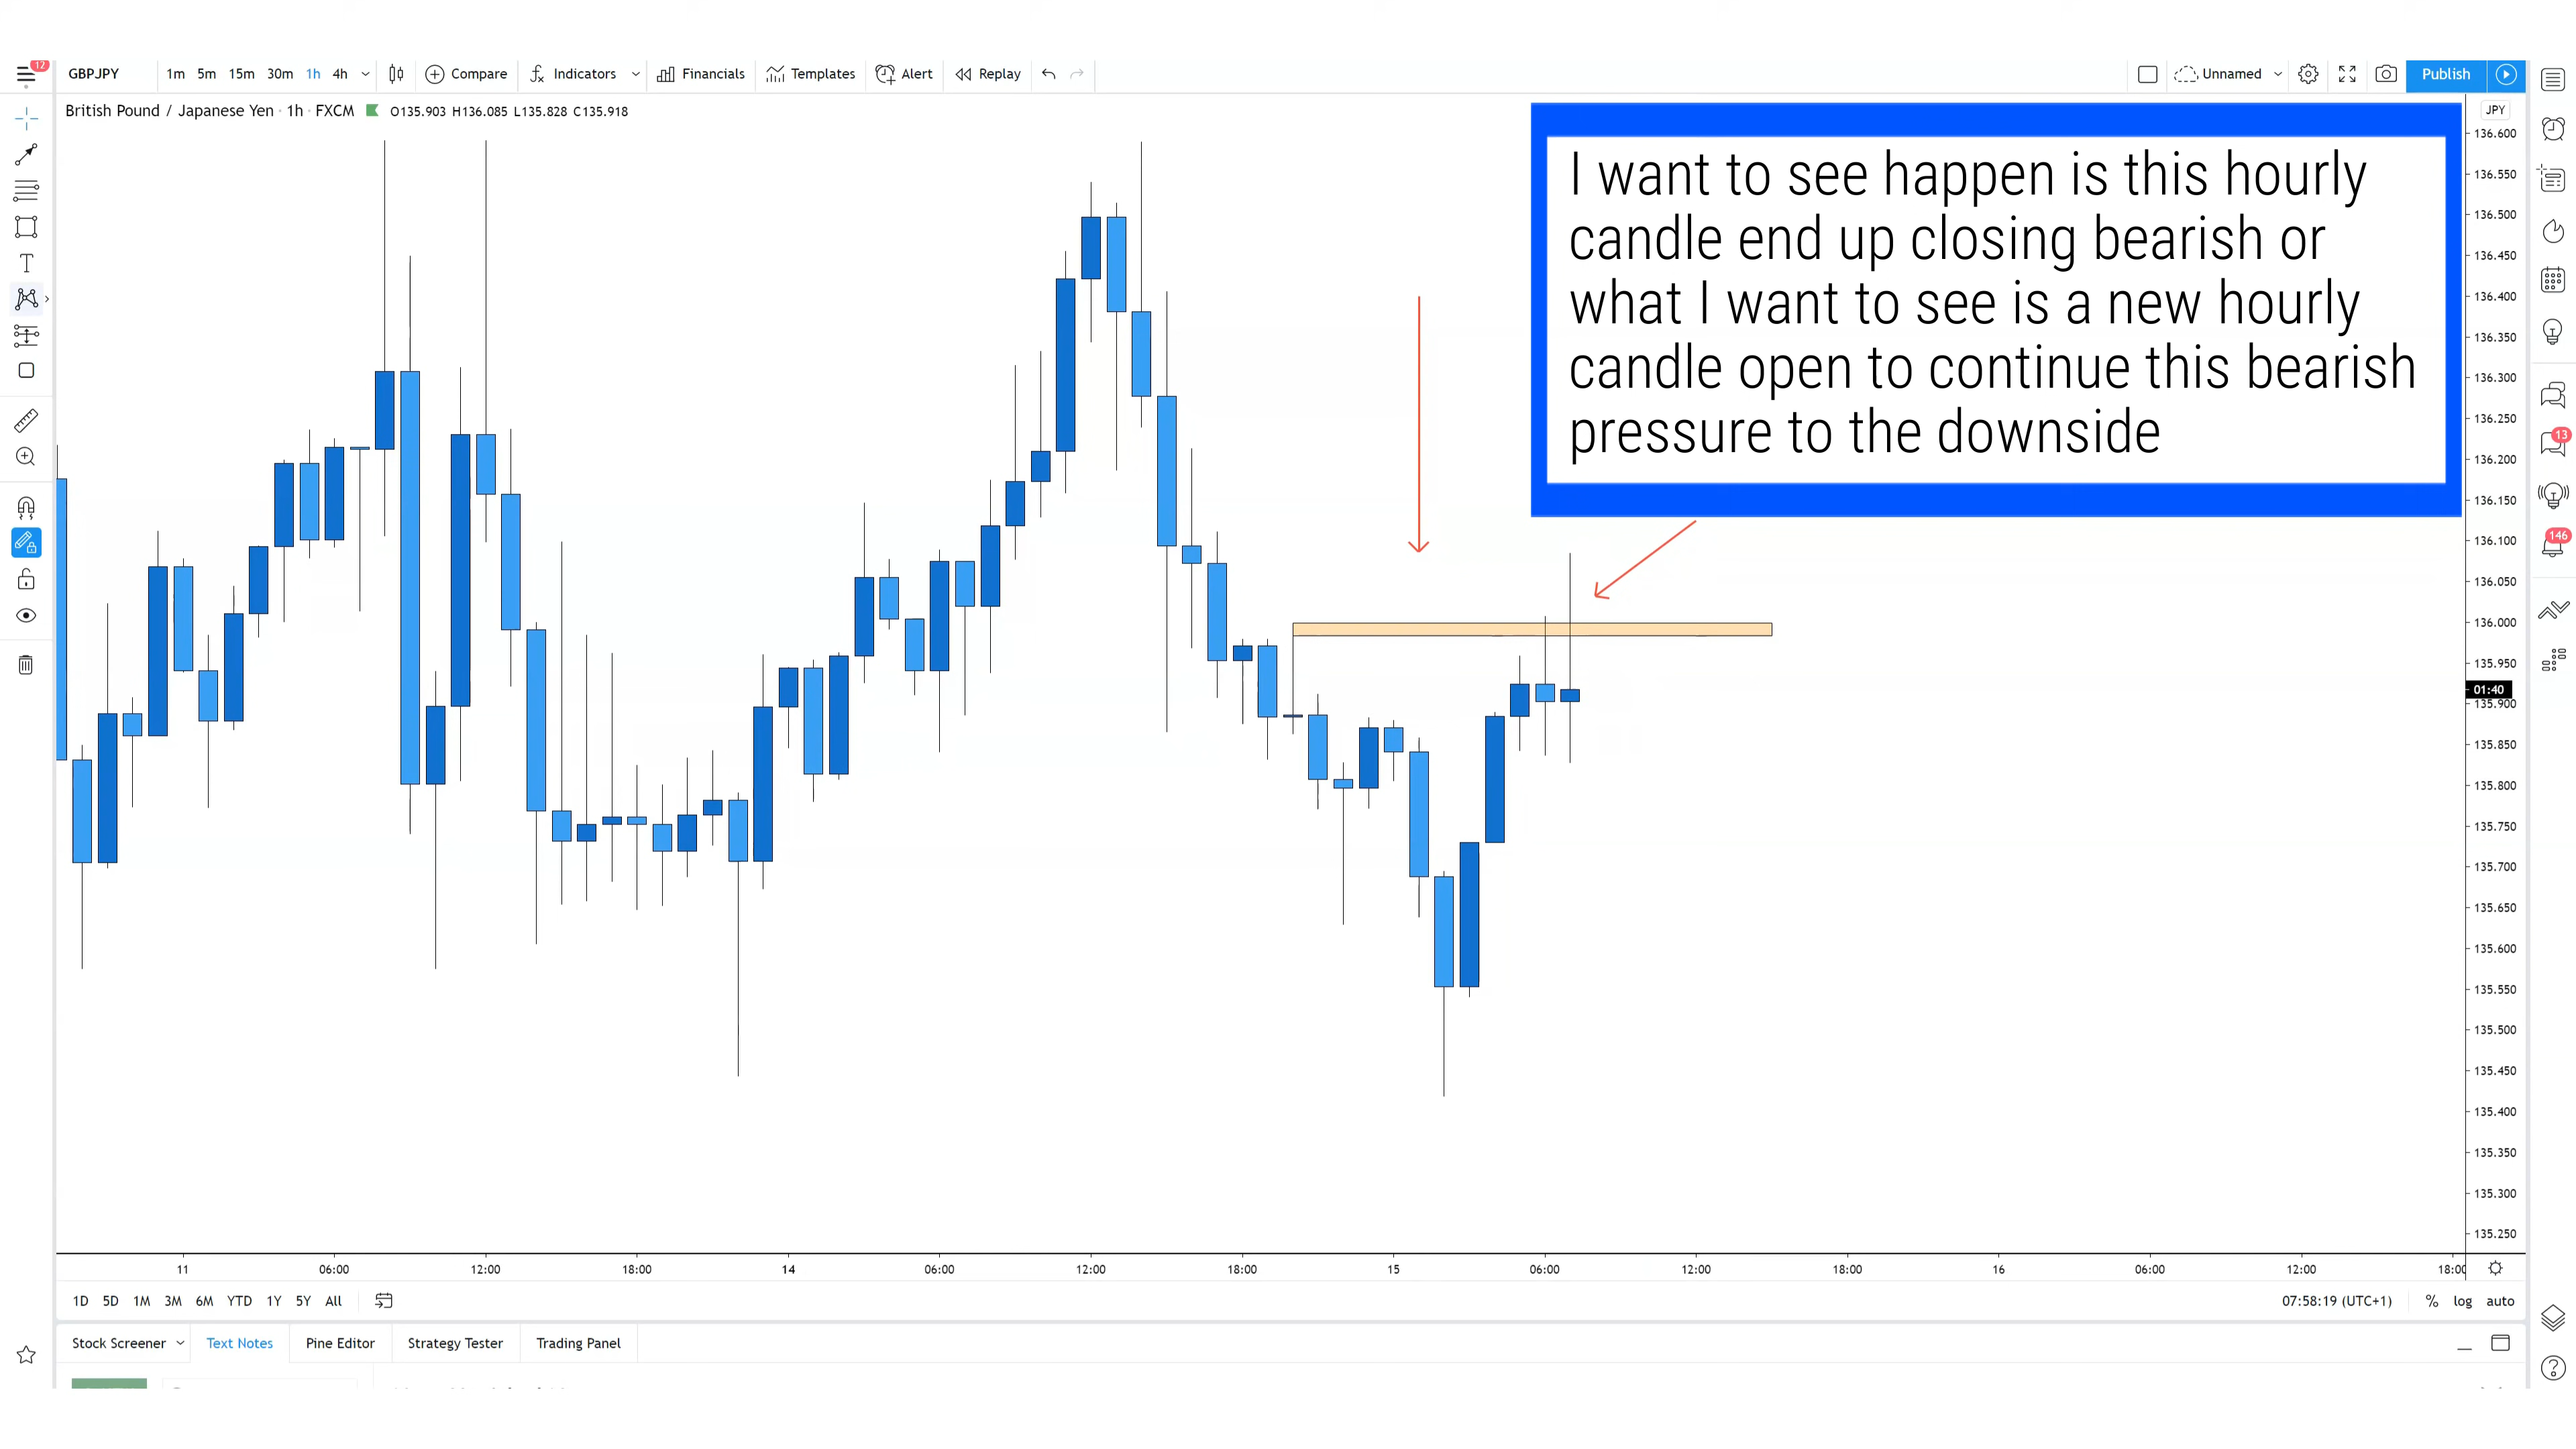 12
GBPJPY 1m 5m 15m 30m 1h 4h Compare Indicators Financials Templates Alert Replay Unnamed Publish
British Pound / Japanese Yen · 1h · FXCM O135.903 H136.085 L135.828 C135.918
JPY
I want to see happen is this hourly
candle end up closing bearish or
what I want to see is a new hourly
candle open to continue this bearish
pressure to the downside
136.600
136.550
136.500
136.450
136.400
136.350
136.300
136.250
136.200
136.150
136.100
136.050
136.000
135.950
01:40
135.900
135.850
135.800
135.750
135.700
135.650
135.600
135.550
135.500
135.450
135.400
135.350
135.300
135.250
13
146
11 06:00 12:00 18:00 14 06:00 12:00 18:00 15 06:00 12:00 18:00 16 06:00 12:00 18:00
1D 5D 1M 3M 6M YTD 1Y 5Y All 07:58:19 (UTC+1) % log auto
Stock Screener Text Notes Pine Editor Strategy Tester Trading Panel